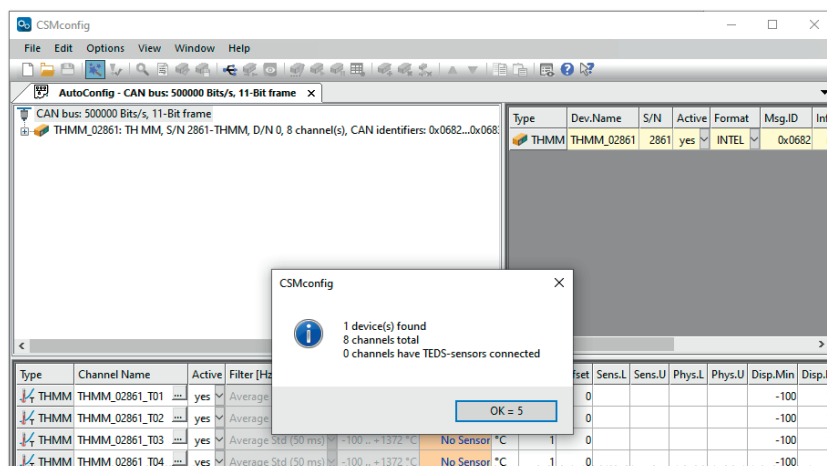 CSMconfig
File Edit Options View Window Help
AutoConfig - CAN bus: 500000 Bits/s, 11-Bit frame
CAN bus: 500000 Bits/s, 11-Bit frame
THMM_02861: TH MM, S/N 2861-THMM, D/N 0, 8 channel(s), CAN identifiers: 0x0682...0x068
Type Dev.Name S/N Active Format Msg.ID Inf
THMM THMM_02861 2861 yes INTEL 0x0682
CSMconfig
1 device(s) found
8 channels total
0 channels have TEDS-sensors connected
OK = 5
Type Channel Name Active Filter [Hz fset Sens.L Sens.U Phys.L Phys.U Disp.Min Disp.
THMM THMM_02861_T01 ... yes Average 0 -100
THMM THMM_02861_T02 ... yes Average 0 -100
THMM THMM_02861_T03 ... yes Average Std (50 ms) -100 .. +1372 °C No Sensor °C 1 0 -100
THMM THMM_02861_T04 ... yes Average Std (50 ms) -100 .. +1372 °C No Sensor °C 1 0 -100